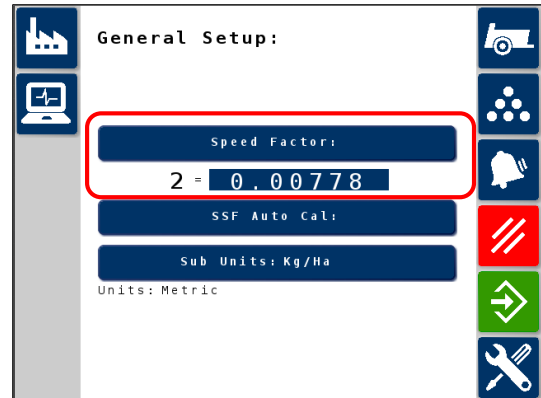 General Setup:
Speed Factor:
2 = 0.00778
SSF Auto Cal:
Sub Units: Kg/Ha
Units: Metric